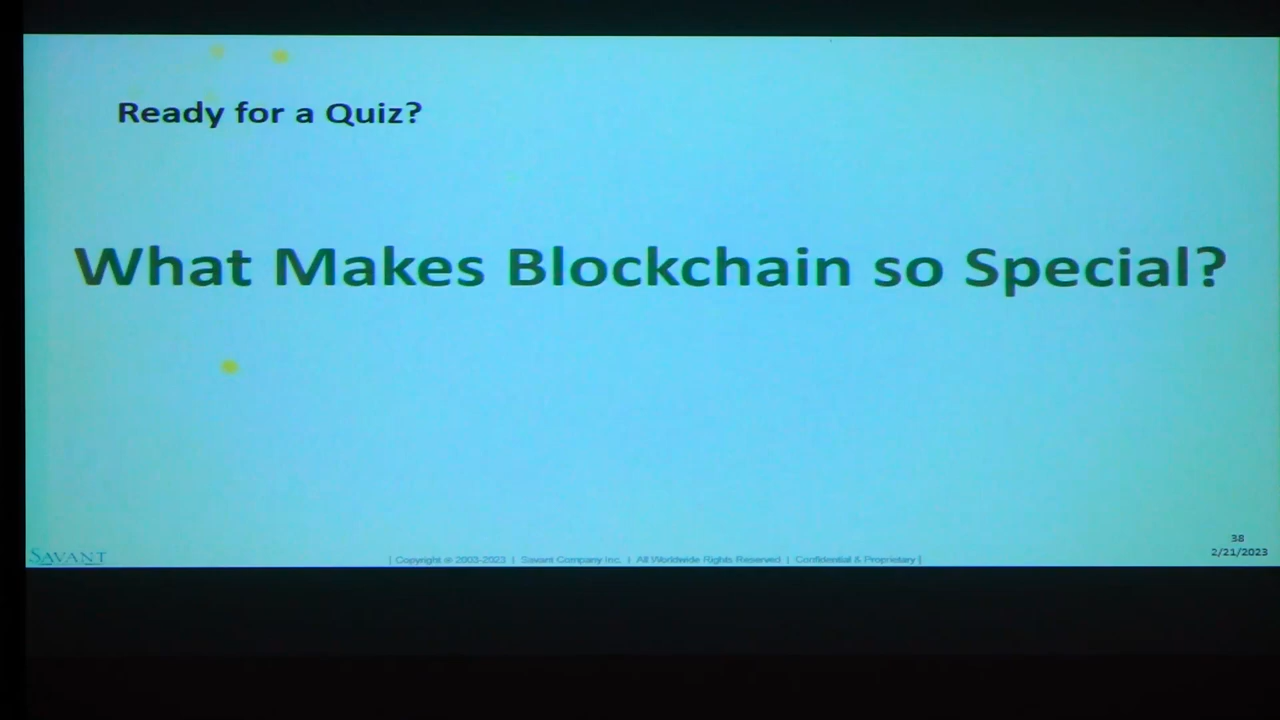 Ready for a Quiz?
What Makes Blockchain so Special?
SAVANT
| Copyright © 2003-2023 | Savant Company Inc. | All Worldwide Rights Reserved | Confidential & Proprietary |
38
2/21/2023